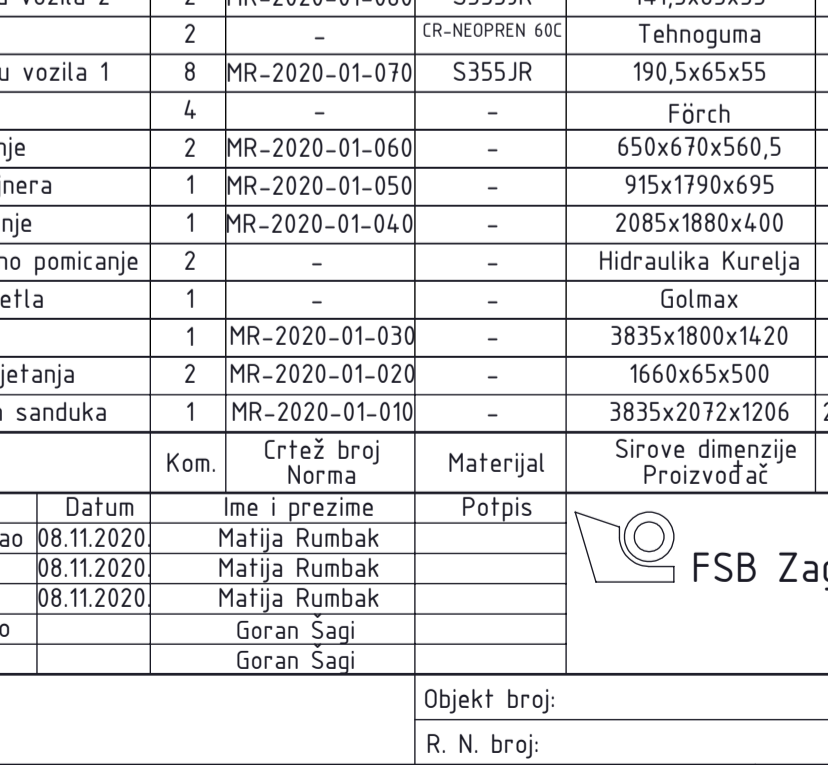 2 - CR-NEOPREN 60C Tehnoguma
u vozila 1 8 MR-2020-01-070 S355JR 190,5x65x55
4 - - Förch
nje 2 MR-2020-01-060 - 650x670x560,5
jnera 1 MR-2020-01-050 - 915x1790x695
nje 1 MR-2020-01-040 - 2085x1880x400
no pomicanje 2 - - Hidraulika Kurelja
etla 1 - - Golmax
1 MR-2020-01-030 - 3835x1800x1420
jetanja 2 MR-2020-01-020 - 1660x65x500
sanduka 1 MR-2020-01-010 - 3835x2072x1206
Kom. Crtež broj Materijal Sirove dimenzije
Norma Proizvođač
Datum Ime i prezime Potpis
ao 08.11.2020. Matija Rumbak
08.11.2020. Matija Rumbak
08.11.2020. Matija Rumbak
o Goran Šagi
Goran Šagi
FSB Zag
Objekt broj:
R. N. broj: